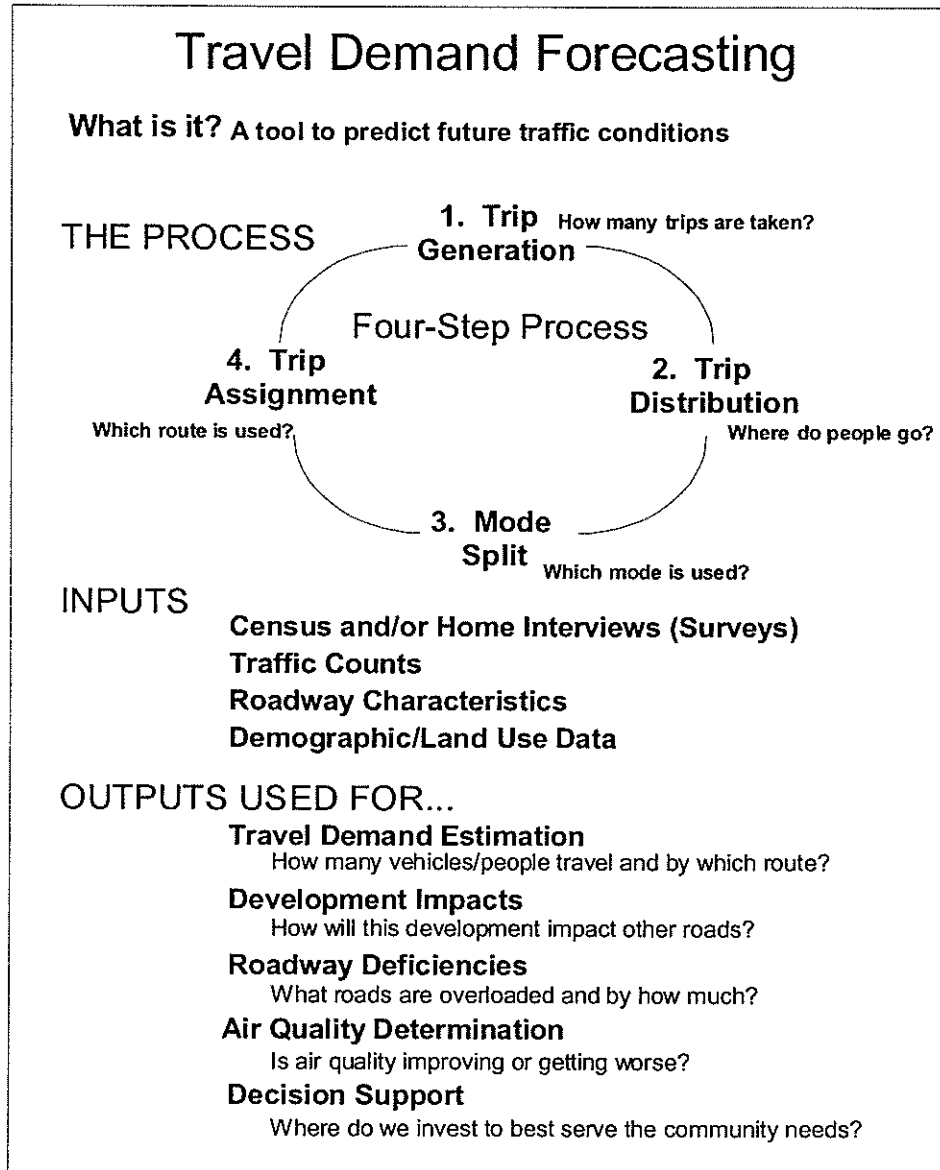 Travel Demand Forecasting
What is it? A tool to predict future traffic conditions
THE PROCESS
1. Trip How many trips are taken?
Generation
Four-Step Process
4. Trip
Assignment
Which route is used?
2. Trip
Distribution
Where do people go?
3. Mode
Split Which mode is used?
INPUTS
Census and/or Home Interviews (Surveys)
Traffic Counts
Roadway Characteristics
Demographic/Land Use Data
OUTPUTS USED FOR...
Travel Demand Estimation
How many vehicles/people travel and by which route?
Development Impacts
How will this development impact other roads?
Roadway Deficiencies
What roads are overloaded and by how much?
Air Quality Determination
Is air quality improving or getting worse?
Decision Support
Where do we invest to best serve the community needs?